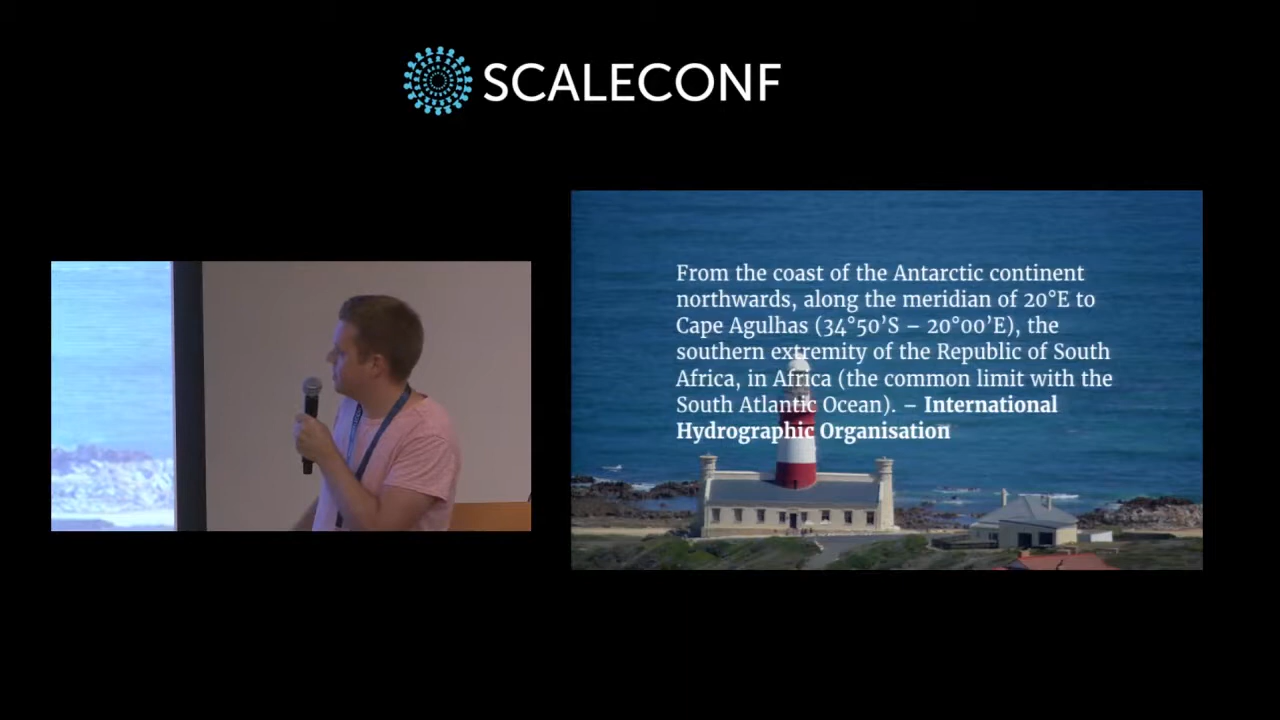 SCALECONF
From the coast of the Antarctic continent
northwards, along the meridian of 20°E to
Cape Agulhas (34°50’S – 20°00’E), the
southern extremity of the Republic of South
Africa, in Africa (the common limit with the
South Atlantic Ocean). – International
Hydrographic Organisation